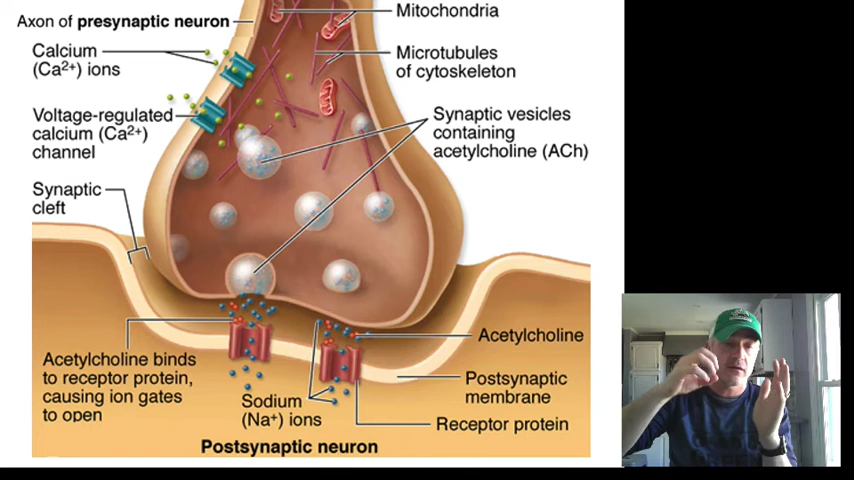 Axon of presynaptic neuron
Mitochondria
Calcium
(Ca2+) ions
Microtubules
of cytoskeleton
Voltage-regulated
calcium (Ca2+)
channel
Synaptic vesicles
containing
acetylcholine (ACh)
Synaptic
cleft
Acetylcholine
Acetylcholine binds
to receptor protein,
causing ion gates
to open
Sodium
(Na+) ions
Postsynaptic
membrane
Receptor protein
Postsynaptic neuron